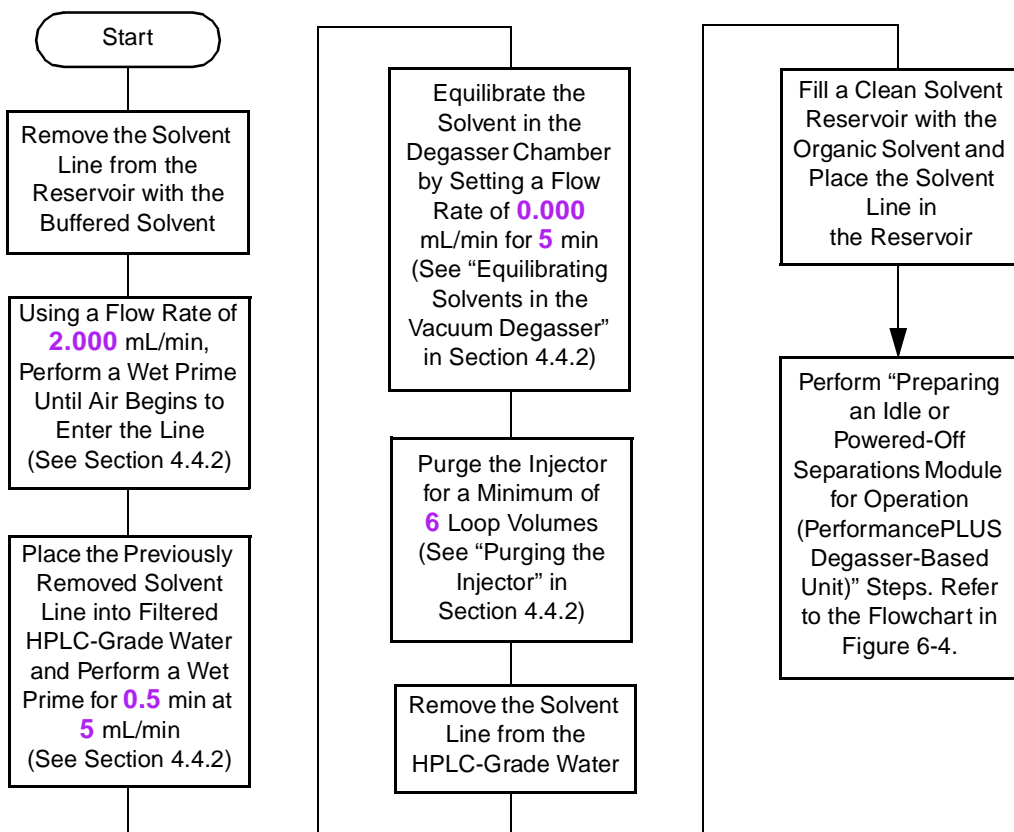 Start
Remove the Solvent
Line from the
Reservoir with the
Buffered Solvent
Using a Flow Rate of
2.000 mL/min,
Perform a Wet Prime
Until Air Begins to
Enter the Line
(See Section 4.4.2)
Place the Previously
Removed Solvent
Line into Filtered
HPLC-Grade Water
and Perform a Wet
Prime for 0.5 min at
5 mL/min
(See Section 4.4.2)
Equilibrate the
Solvent in the
Degasser Chamber
by Setting a Flow
Rate of 0.000
mL/min for 5 min
(See “Equilibrating
Solvents in the
Vacuum Degasser”
in Section 4.4.2)
Purge the Injector
for a Minimum of
6 Loop Volumes
(See “Purging the
Injector” in
Section 4.4.2)
Remove the Solvent
Line from the
HPLC-Grade Water
Fill a Clean Solvent
Reservoir with the
Organic Solvent and
Place the Solvent
Line in
the Reservoir
Perform “Preparing
an Idle or
Powered-Off
Separations Module
for Operation
(PerformancePLUS
Degasser-Based
Unit)” Steps. Refer
to the Flowchart in
Figure 6-4.